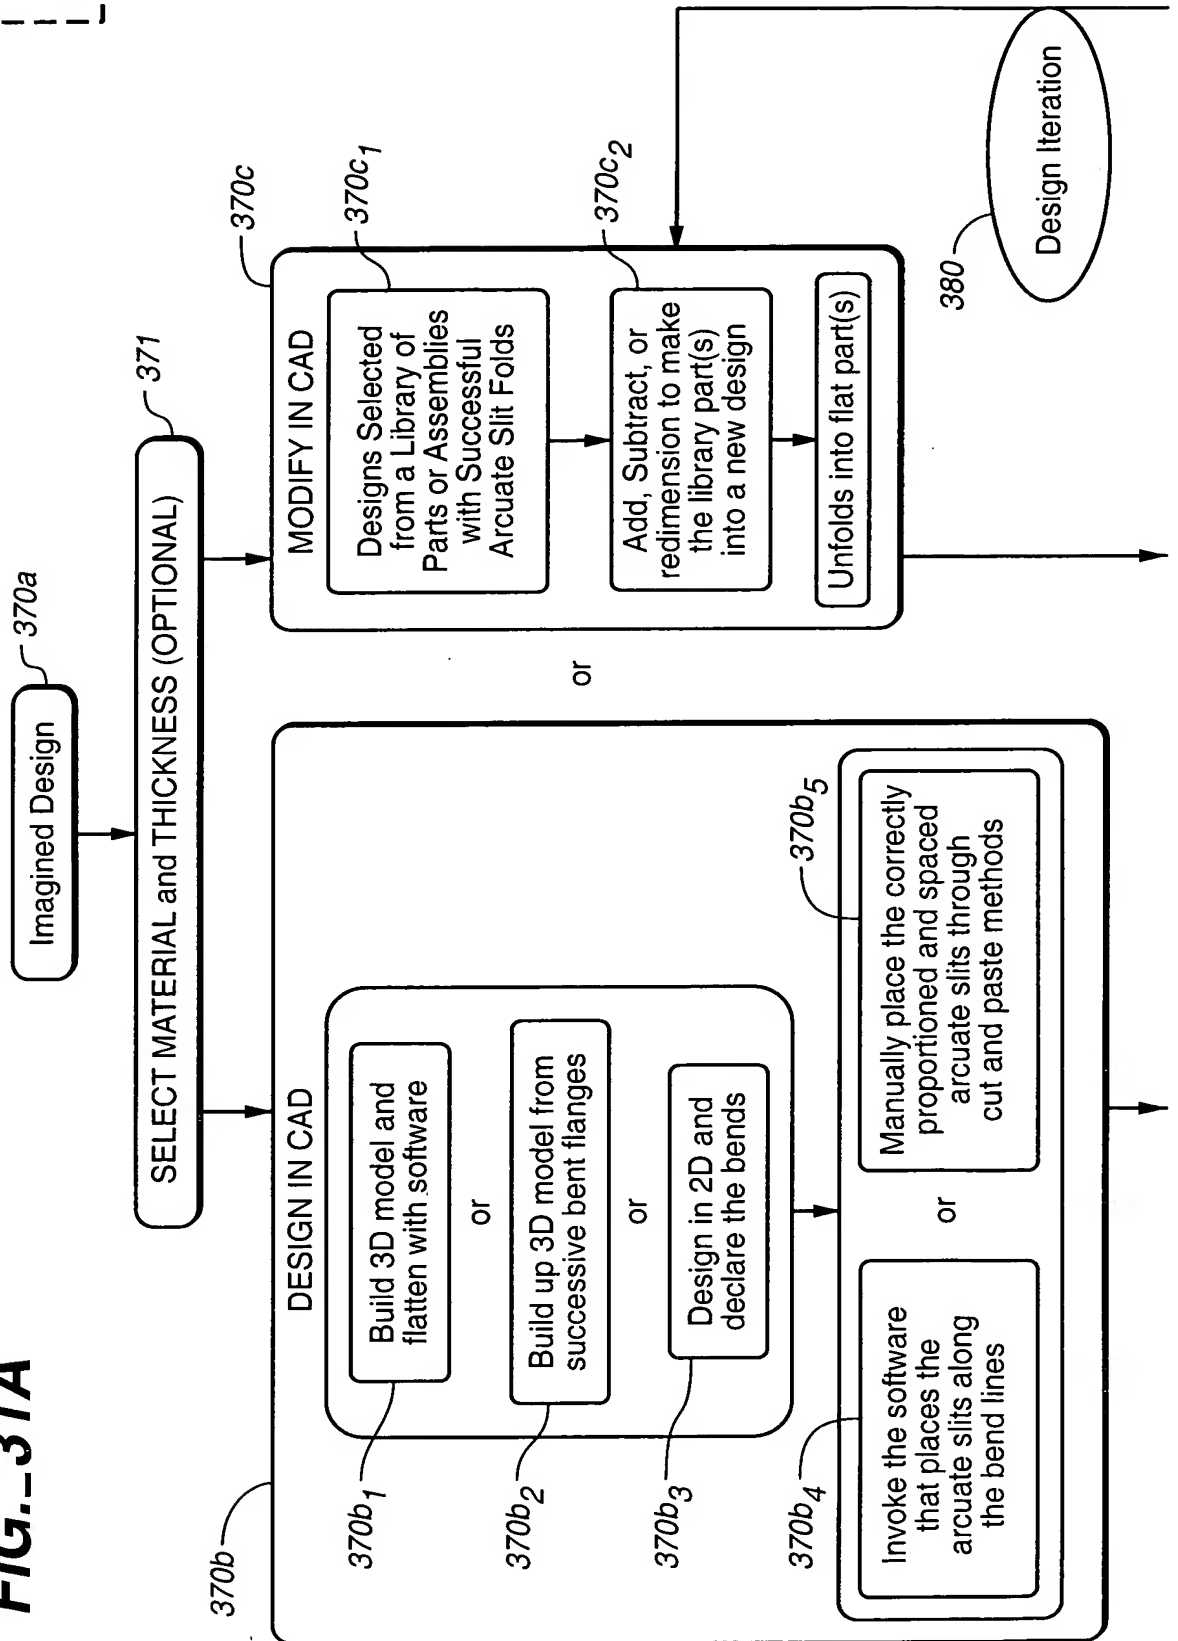 FIG._31A
Imagined Design
370a
SELECT MATERIAL and THICKNESS (OPTIONAL)
371
370b
DESIGN IN CAD
370b1
Build 3D model and
flatten with software
or
370b2
Build up 3D model from
successive bent flanges
or
370b3
Design in 2D and
declare the bends
370b4
Invoke the software
that places the
arcuate slits along
the bend lines
or
370b5
Manually place the correctly
proportioned and spaced
arcuate slits through
cut and paste methods
or
370c
MODIFY IN CAD
370c1
Designs Selected
from a Library of
Parts or Assemblies
with Successful
Arcuate Slit Folds
370c2
Add, Subtract, or
redimension to make
the library part(s)
into a new design
Unfolds into flat part(s)
380
Design Iteration